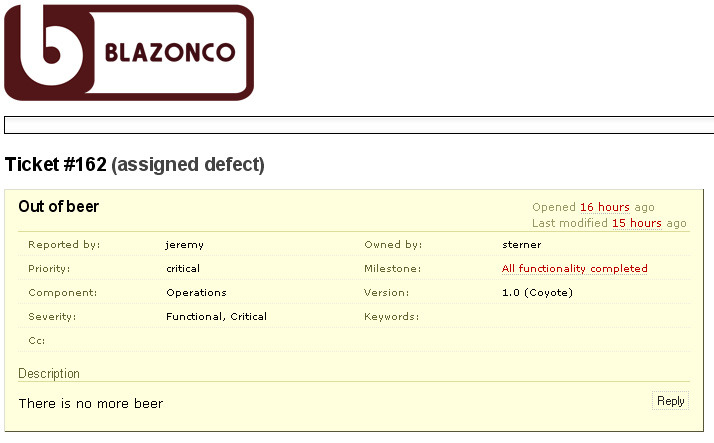 b BLAZONCO
Ticket #162 (assigned defect)
Out of beer
Opened 16 hours ago
Last modified 15 hours ago
Reported by: jeremy Owned by: sterner
Priority: critical Milestone: All functionality completed
Component: Operations Version: 1.0 (Coyote)
Severity: Functional, Critical Keywords:
Cc:
Description
There is no more beer Reply